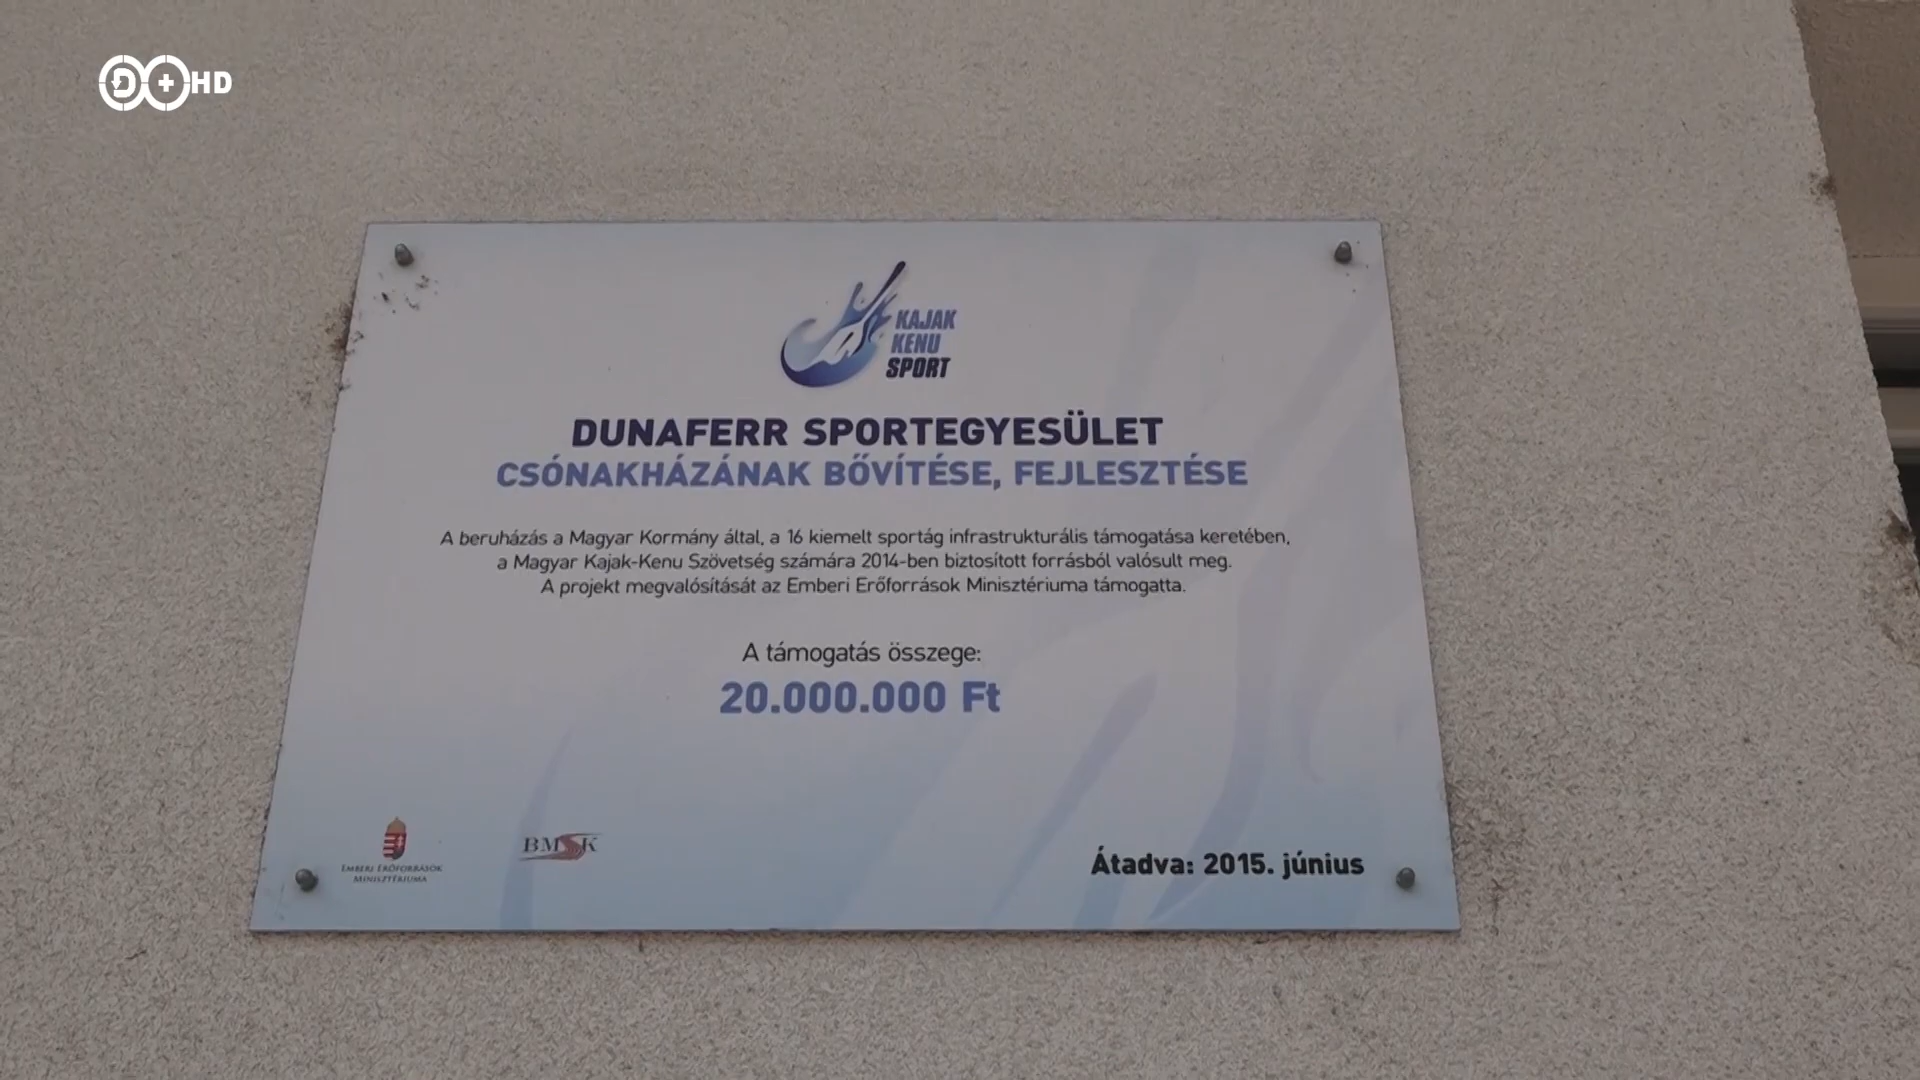 D+HD
KAJAK
KENU
SPORT
DUNAFERR SPORTEGYESÜLET
CSÓNAKHÁZÁNAK BŐVÍTÉSE, FEJLESZTÉSE
A beruházás a Magyar Kormány által, a 16 kiemelt sportág infrastrukturális támogatása keretében,
a Magyar Kajak-Kenu Szövetség számára 2014-ben biztosított forrásból valósult meg.
A projekt megvalósítását az Emberi Erőforrások Minisztériuma támogatta.
A támogatás összege:
20.000.000 Ft
EMBERI ERŐFORRÁSOK
MINISZTÉRIUMA
BMSK
Átadva: 2015. június